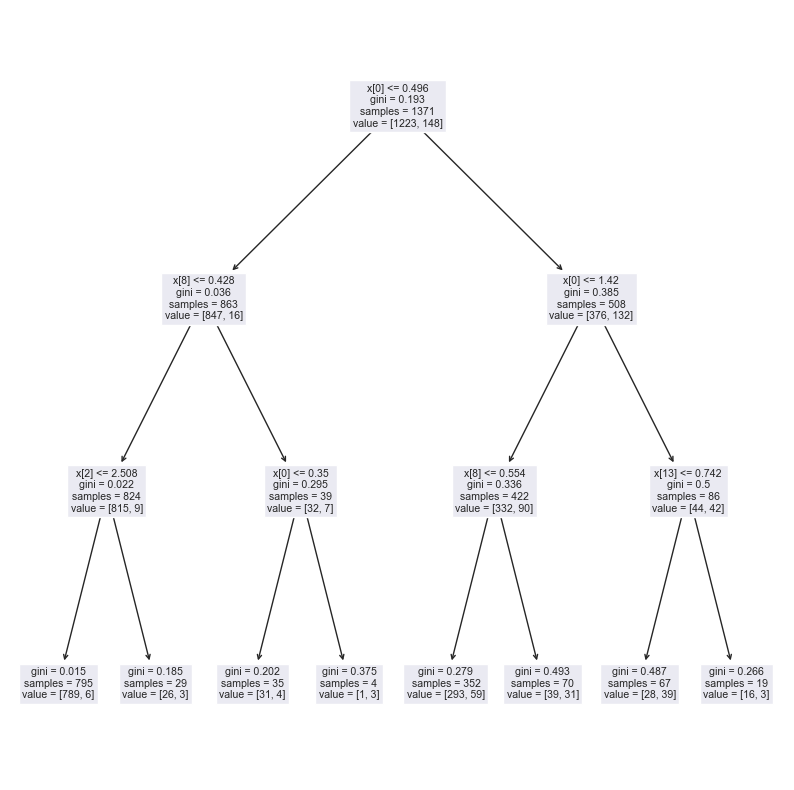 x[0] <= 0.496
gini = 0.193
samples = 1371
value = [1223, 148]
x[8] <= 0.428
gini = 0.036
samples = 863
value = [847, 16]
x[0] <= 1.42
gini = 0.385
samples = 508
value = [376, 132]
x[2] <= 2.508
gini = 0.022
samples = 824
value = [815, 9]
x[0] <= 0.35
gini = 0.295
samples = 39
value = [32, 7]
x[8] <= 0.554
gini = 0.336
samples = 422
value = [332, 90]
x[13] <= 0.742
gini = 0.5
samples = 86
value = [44, 42]
gini = 0.015
samples = 795
value = [789, 6]
gini = 0.185
samples = 29
value = [26, 3]
gini = 0.202
samples = 35
value = [31, 4]
gini = 0.375
samples = 4
value = [1, 3]
gini = 0.279
samples = 352
value = [293, 59]
gini = 0.493
samples = 70
value = [39, 31]
gini = 0.487
samples = 67
value = [28, 39]
gini = 0.266
samples = 19
value = [16, 3]